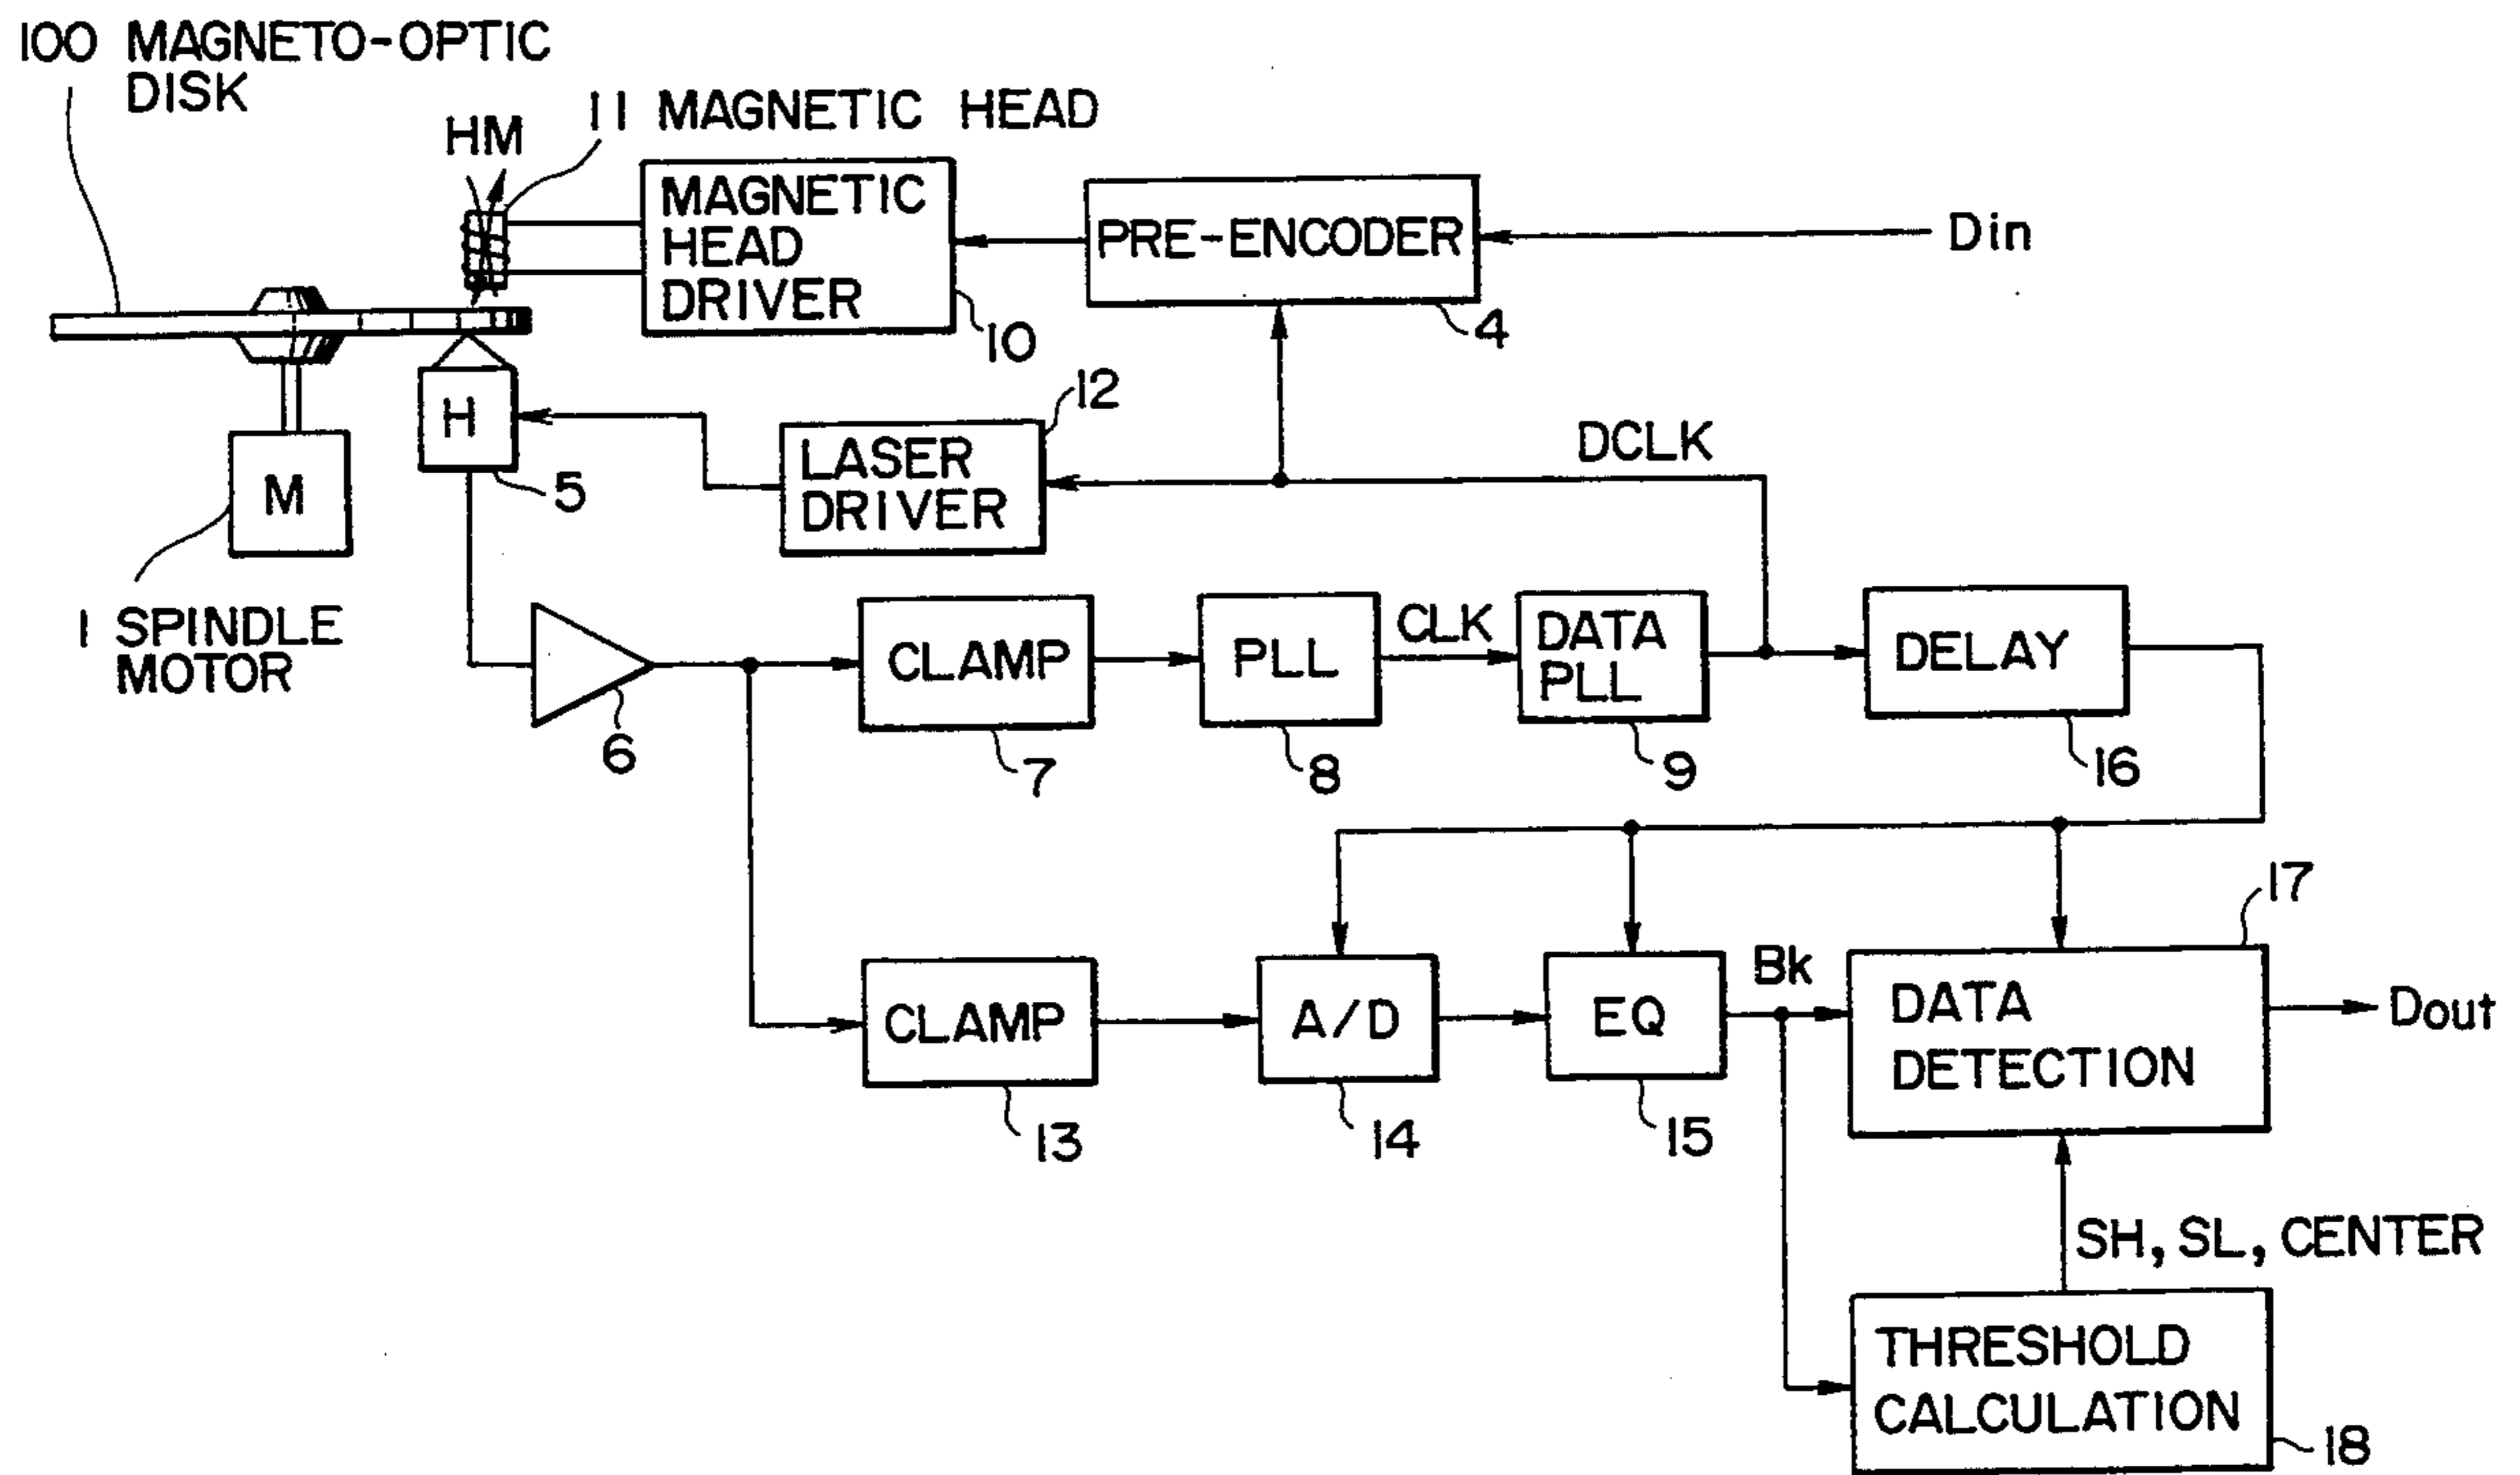 100 MAGNETO-OPTIC
DISK
HM
11 MAGNETIC HEAD
MAGNETIC
HEAD
DRIVER
10
PRE-ENCODER
4
Din
H
5
12
LASER
DRIVER
DCLK
M
1 SPINDLE
MOTOR
6
CLAMP
7
PLL
8
CLK
DATA
PLL
9
DELAY
16
CLAMP
13
A/D
14
EQ
15
Bk
17
DATA
DETECTION
Dout
SH, SL, CENTER
THRESHOLD
CALCULATION
18